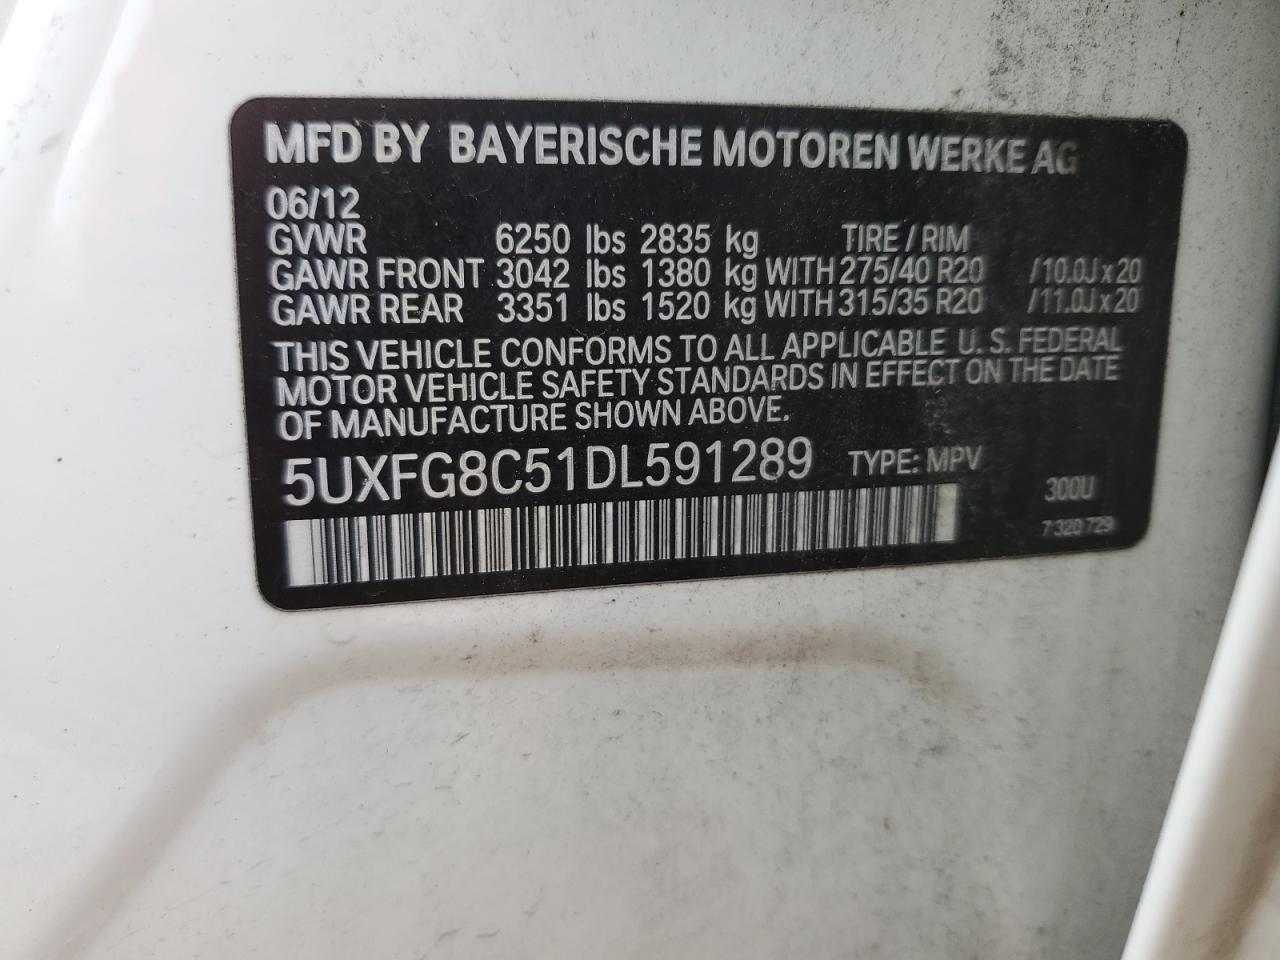 MFD BY BAYERISCHE MOTOREN WERKE AG
06/12
GVWR 6250 lbs 2835 kg TIRE / RIM
GAWR FRONT 3042 lbs 1380 kg WITH 275/40 R20 /10.0J x 20
GAWR REAR 3351 lbs 1520 kg WITH 315/35 R20 /11.0J x 20
THIS VEHICLE CONFORMS TO ALL APPLICABLE U. S. FEDERAL
MOTOR VEHICLE SAFETY STANDARDS IN EFFECT ON THE DATE
OF MANUFACTURE SHOWN ABOVE.
5UXFG8C51DL591289 TYPE: MPV
300U
7 320 729